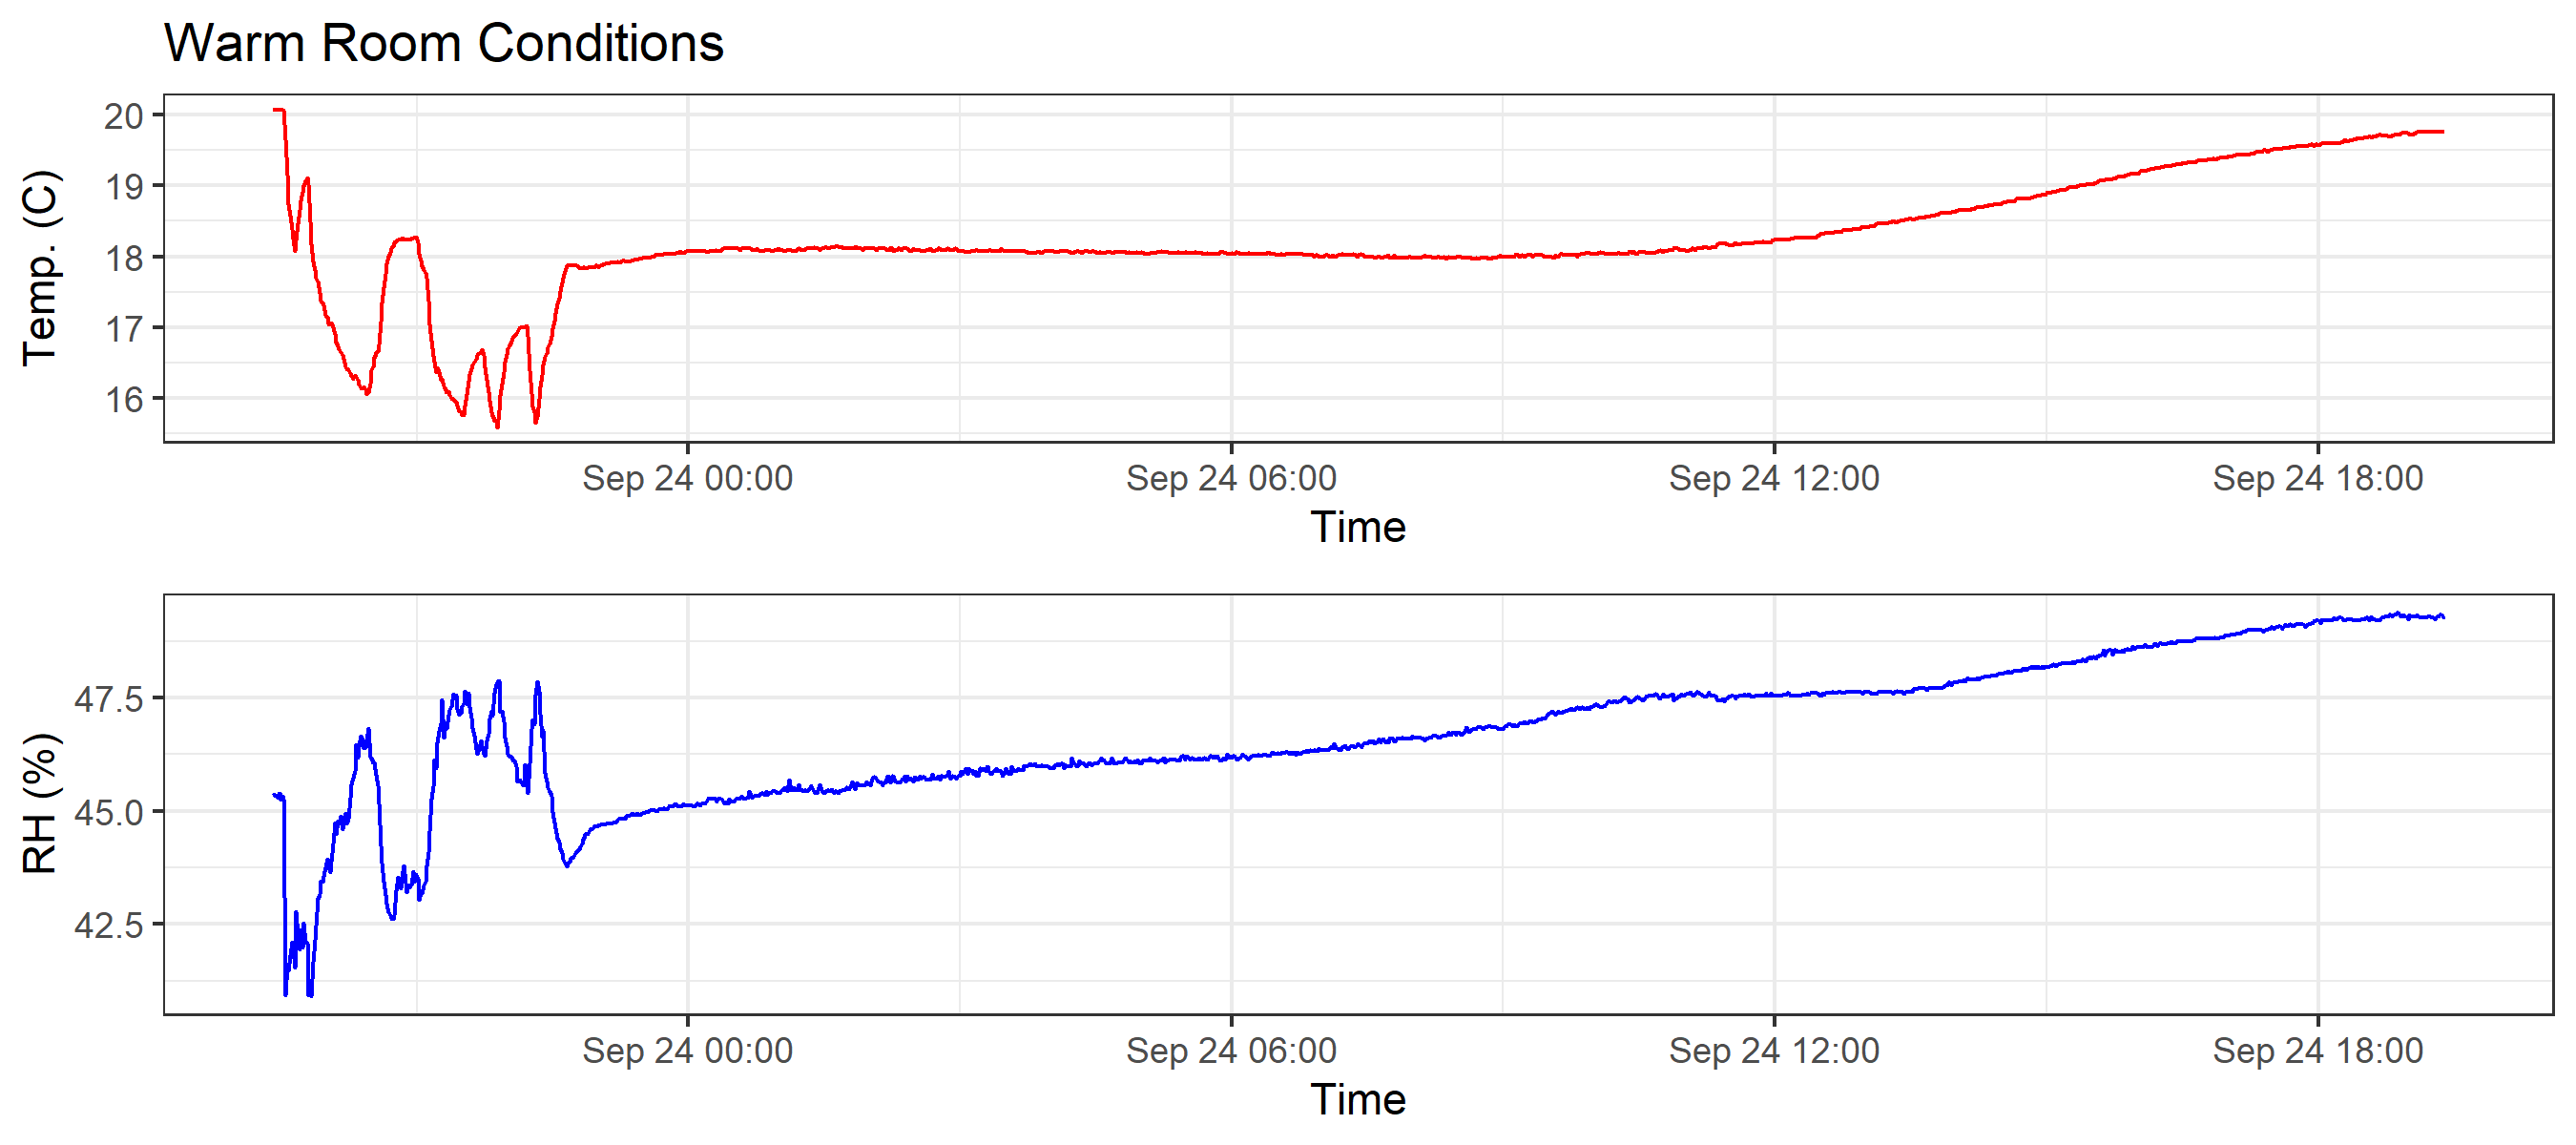 Warm Room Conditions
20
19
18
17
16
Temp. (C)
Sep 24 00:00 Sep 24 06:00 Sep 24 12:00 Sep 24 18:00
Time
47.5
45.0
42.5
RH (%)
Sep 24 00:00 Sep 24 06:00 Sep 24 12:00 Sep 24 18:00
Time